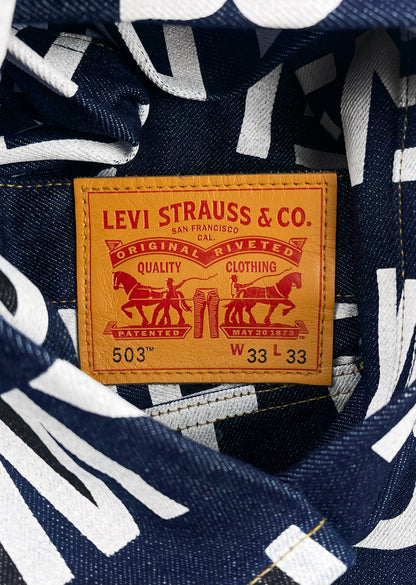 LEVI STRAUSS & CO.
SAN FRANCISCO
CAL.
ORIGINAL RIVETED
QUALITY CLOTHING
PATENTED MAY 20 1873
503™ W 33 L 33